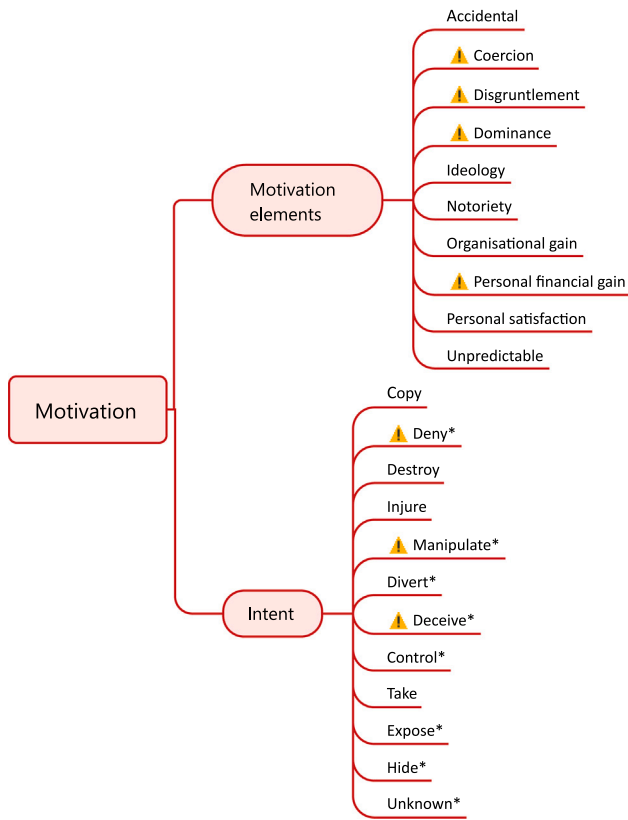 Accidental
Coercion
Disgruntlement
Dominance
Motivation
elements
Ideology
Notoriety
Organisational gain
Personal financial gain
Personal satisfaction
Unpredictable
Motivation
Copy
Deny*
Destroy
Injure
Manipulate*
Divert*
Intent
Deceive*
Control*
Take
Expose*
Hide*
Unknown*